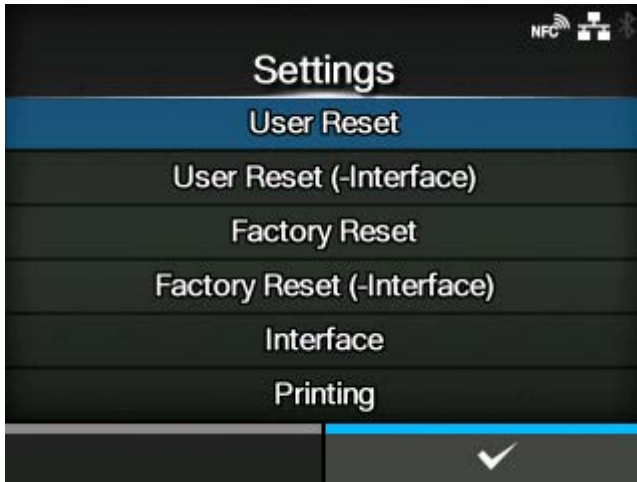 NFC
Settings
User Reset
User Reset (-Interface)
Factory Reset
Factory Reset (-Interface)
Interface
Printing